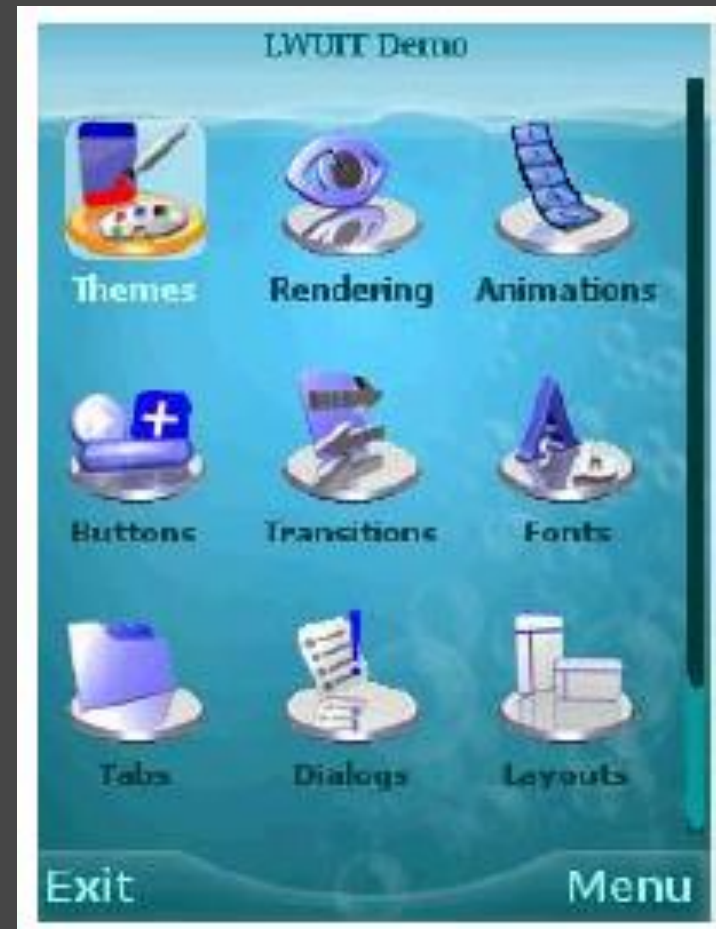 LWUIT Demo
Themes Rendering Animations
Buttons Transitions Fonts
Tabs Dialogs Layouts
Exit Menu